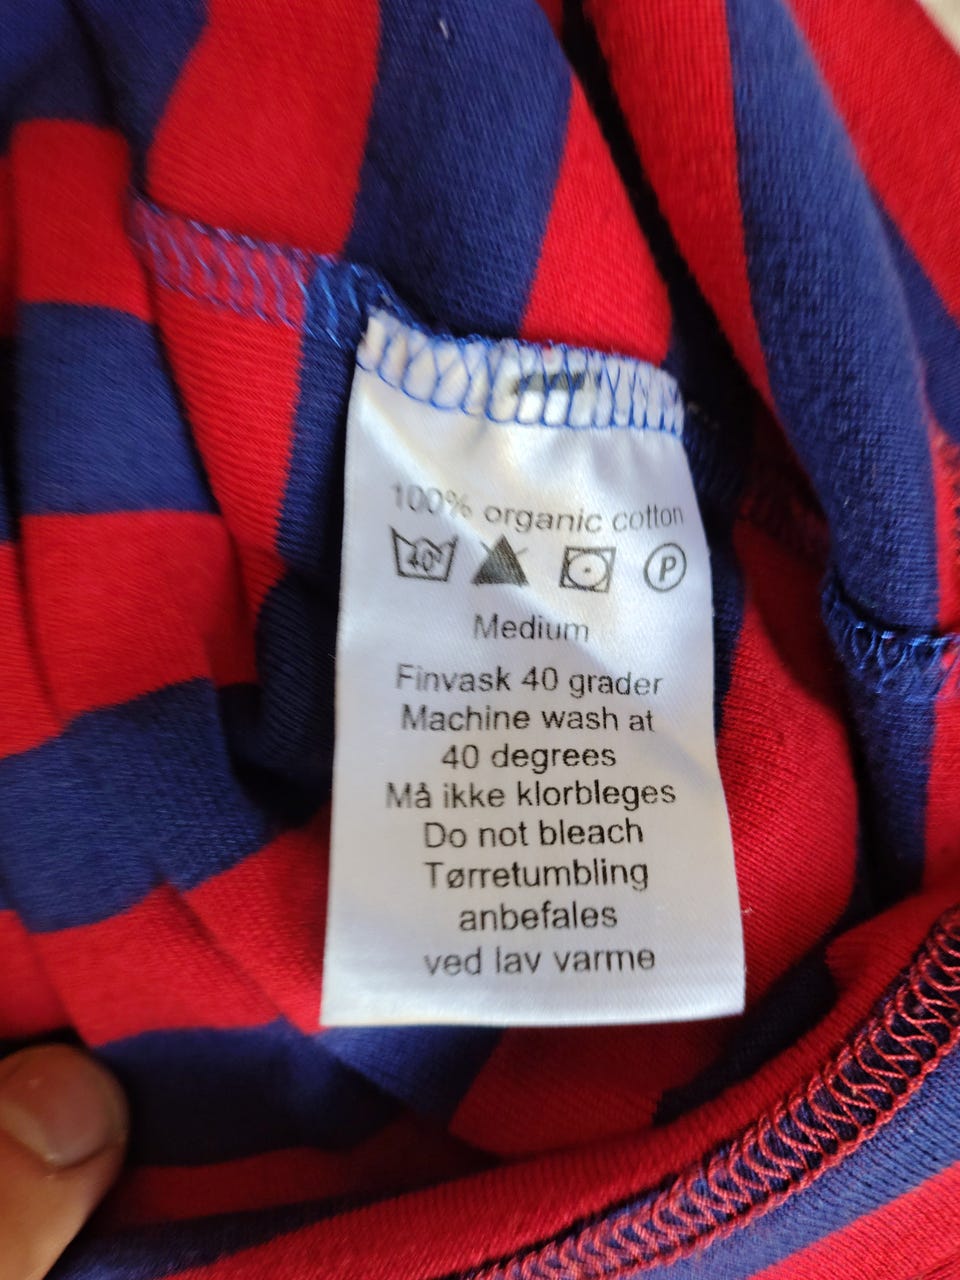 100% organic cotton
40° P
Medium
Finvask 40 grader
Machine wash at
40 degrees
Må ikke klorbleges
Do not bleach
Tørretumbling
anbefales
ved lav varme